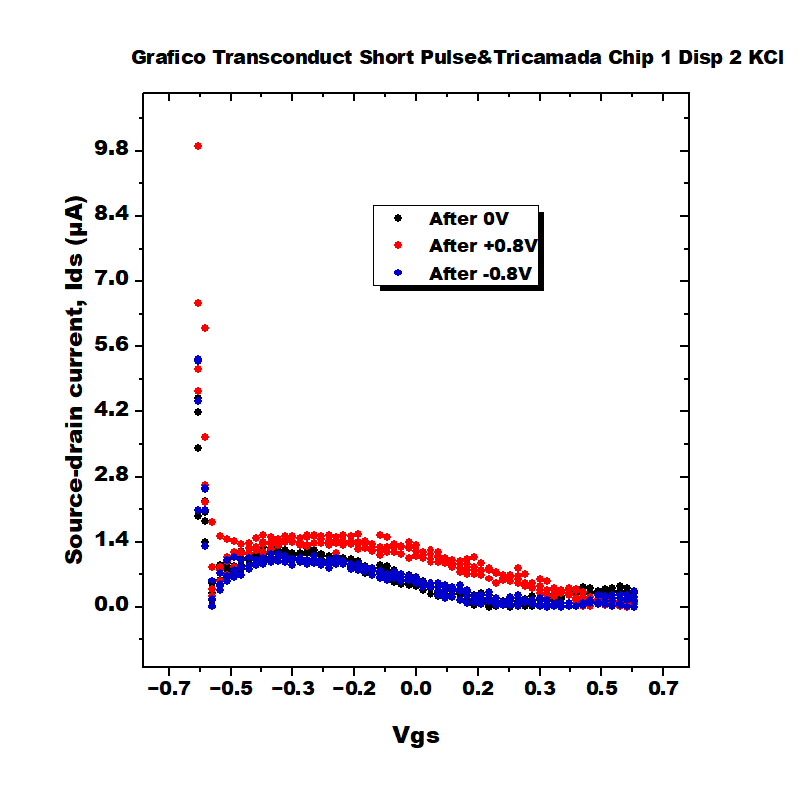 Grafico Transconduct Short Pulse&Tricamada Chip 1 Disp 2 KCl
9.8
8.4
7.0
5.6
4.2
2.8
1.4
0.0
Source-drain current, Ids (µA)
After 0V
After +0.8V
After -0.8V
−0.7 −0.5 −0.3 −0.2 0.0 0.2 0.3 0.5 0.7
Vgs